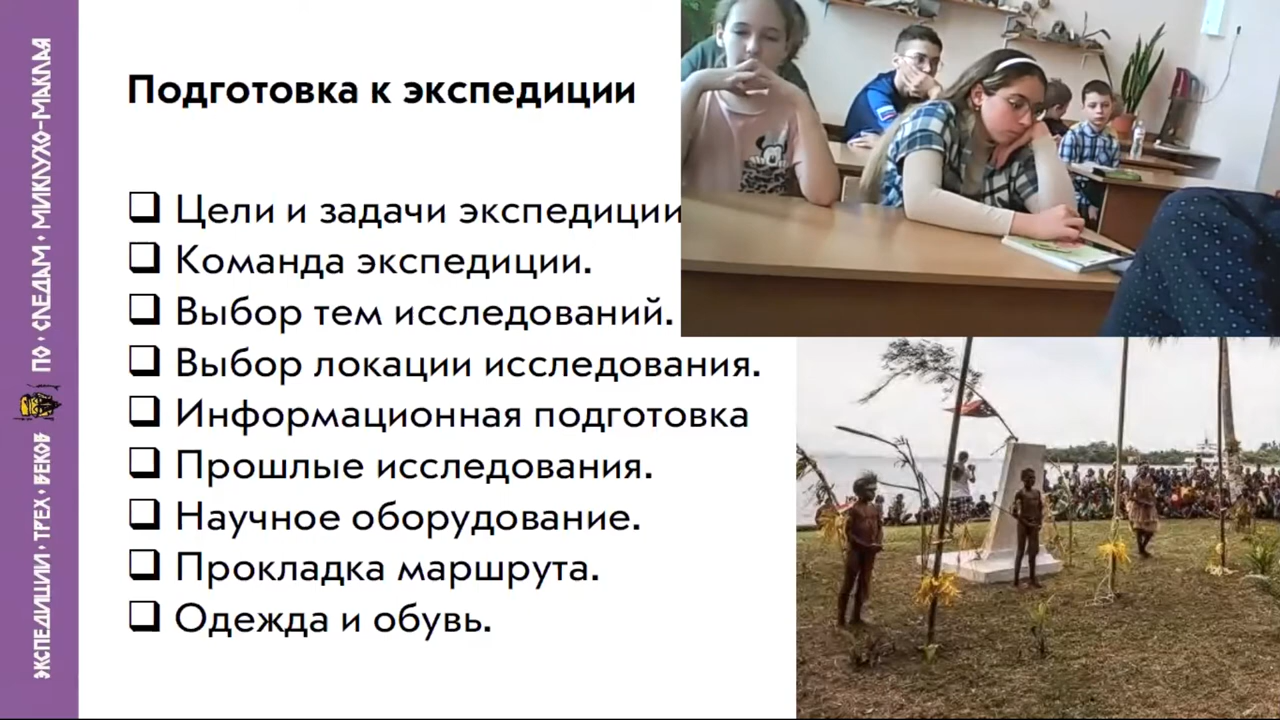 ЭКСПЕДИЦИИ • ТРЕХ • ВЕКОВ ПО • СЛЕДАМ • МИКЛУХО-МАКЛАЯ
Подготовка к экспедиции
❑ Цели и задачи экспедиции
❑ Команда экспедиции.
❑ Выбор тем исследований.
❑ Выбор локации исследования.
❑ Информационная подготовка
❑ Прошлые исследования.
❑ Научное оборудование.
❑ Прокладка маршрута.
❑ Одежда и обувь.